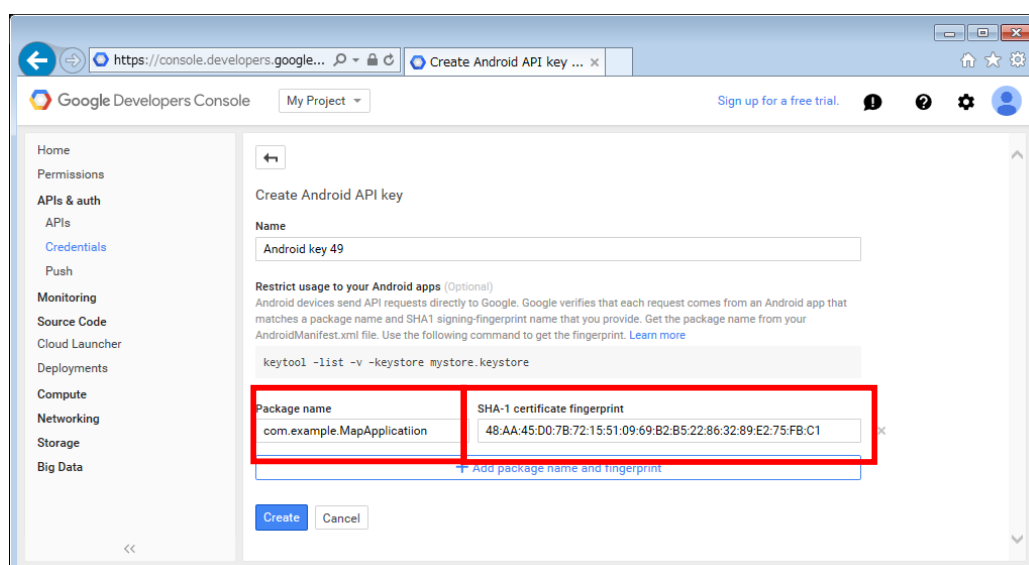 https://console.developers.google...
Create Android API key ...
Google Developers Console
My Project
Sign up for a free trial.
Home
Permissions
APIs & auth
APIs
Credentials
Push
Monitoring
Source Code
Cloud Launcher
Deployments
Compute
Networking
Storage
Big Data
<<
Create Android API key
Name
Android key 49
Restrict usage to your Android apps (Optional)
Android devices send API requests directly to Google. Google verifies that each request comes from an Android app that
matches a package name and SHA1 signing-fingerprint name that you provide. Get the package name from your
AndroidManifest.xml file. Use the following command to get the fingerprint. Learn more
keytool -list -v -keystore mystore.keystore
Package name
SHA-1 certificate fingerprint
com.example.MapApplicatiion
48:AA:45:D0:7B:72:15:51:09:69:B2:B5:22:86:32:89:E2:75:FB:C1
+ Add package name and fingerprint
Create
Cancel